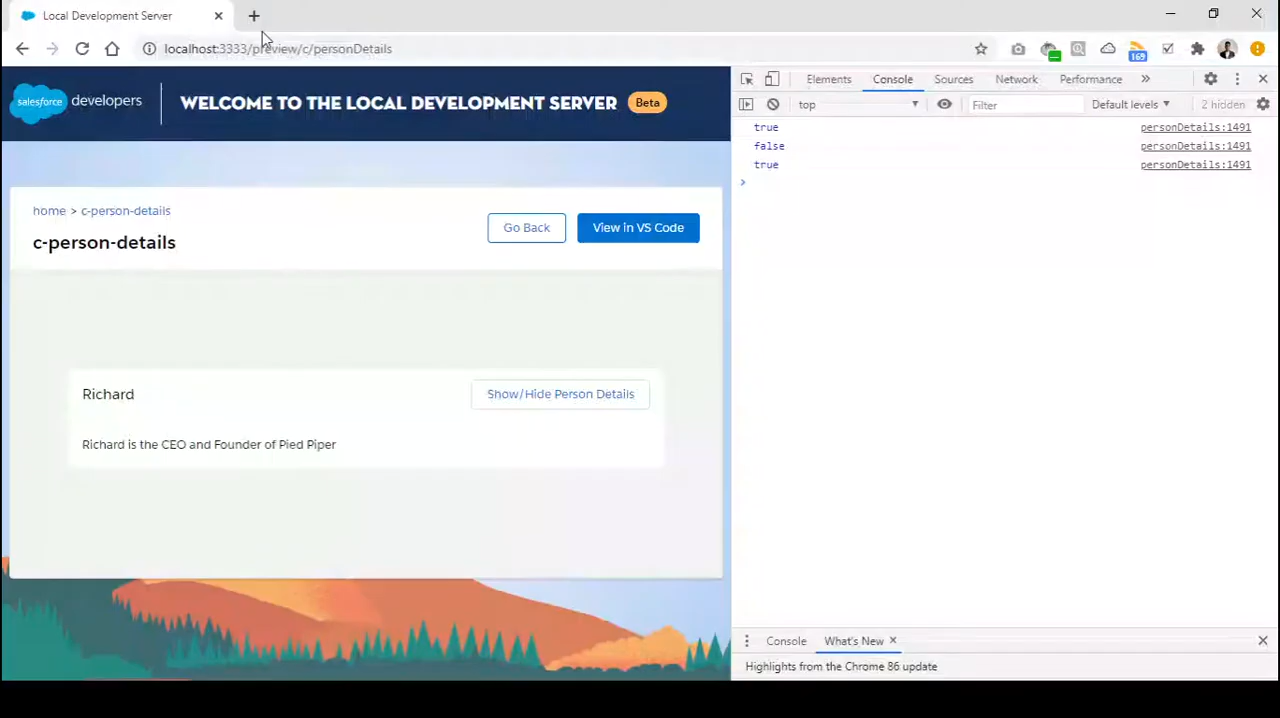 Local Development Server
localhost:3333/preview/c/personDetails
169
salesforce developers
WELCOME TO THE LOCAL DEVELOPMENT SERVER Beta
home > c-person-details
c-person-details
Go Back
View in VS Code
Richard
Show/Hide Person Details
Richard is the CEO and Founder of Pied Piper
Elements Console Sources Network Performance »
top Filter Default levels 2 hidden
true personDetails:1491
false personDetails:1491
true personDetails:1491
>
Console What's New
Highlights from the Chrome 86 update